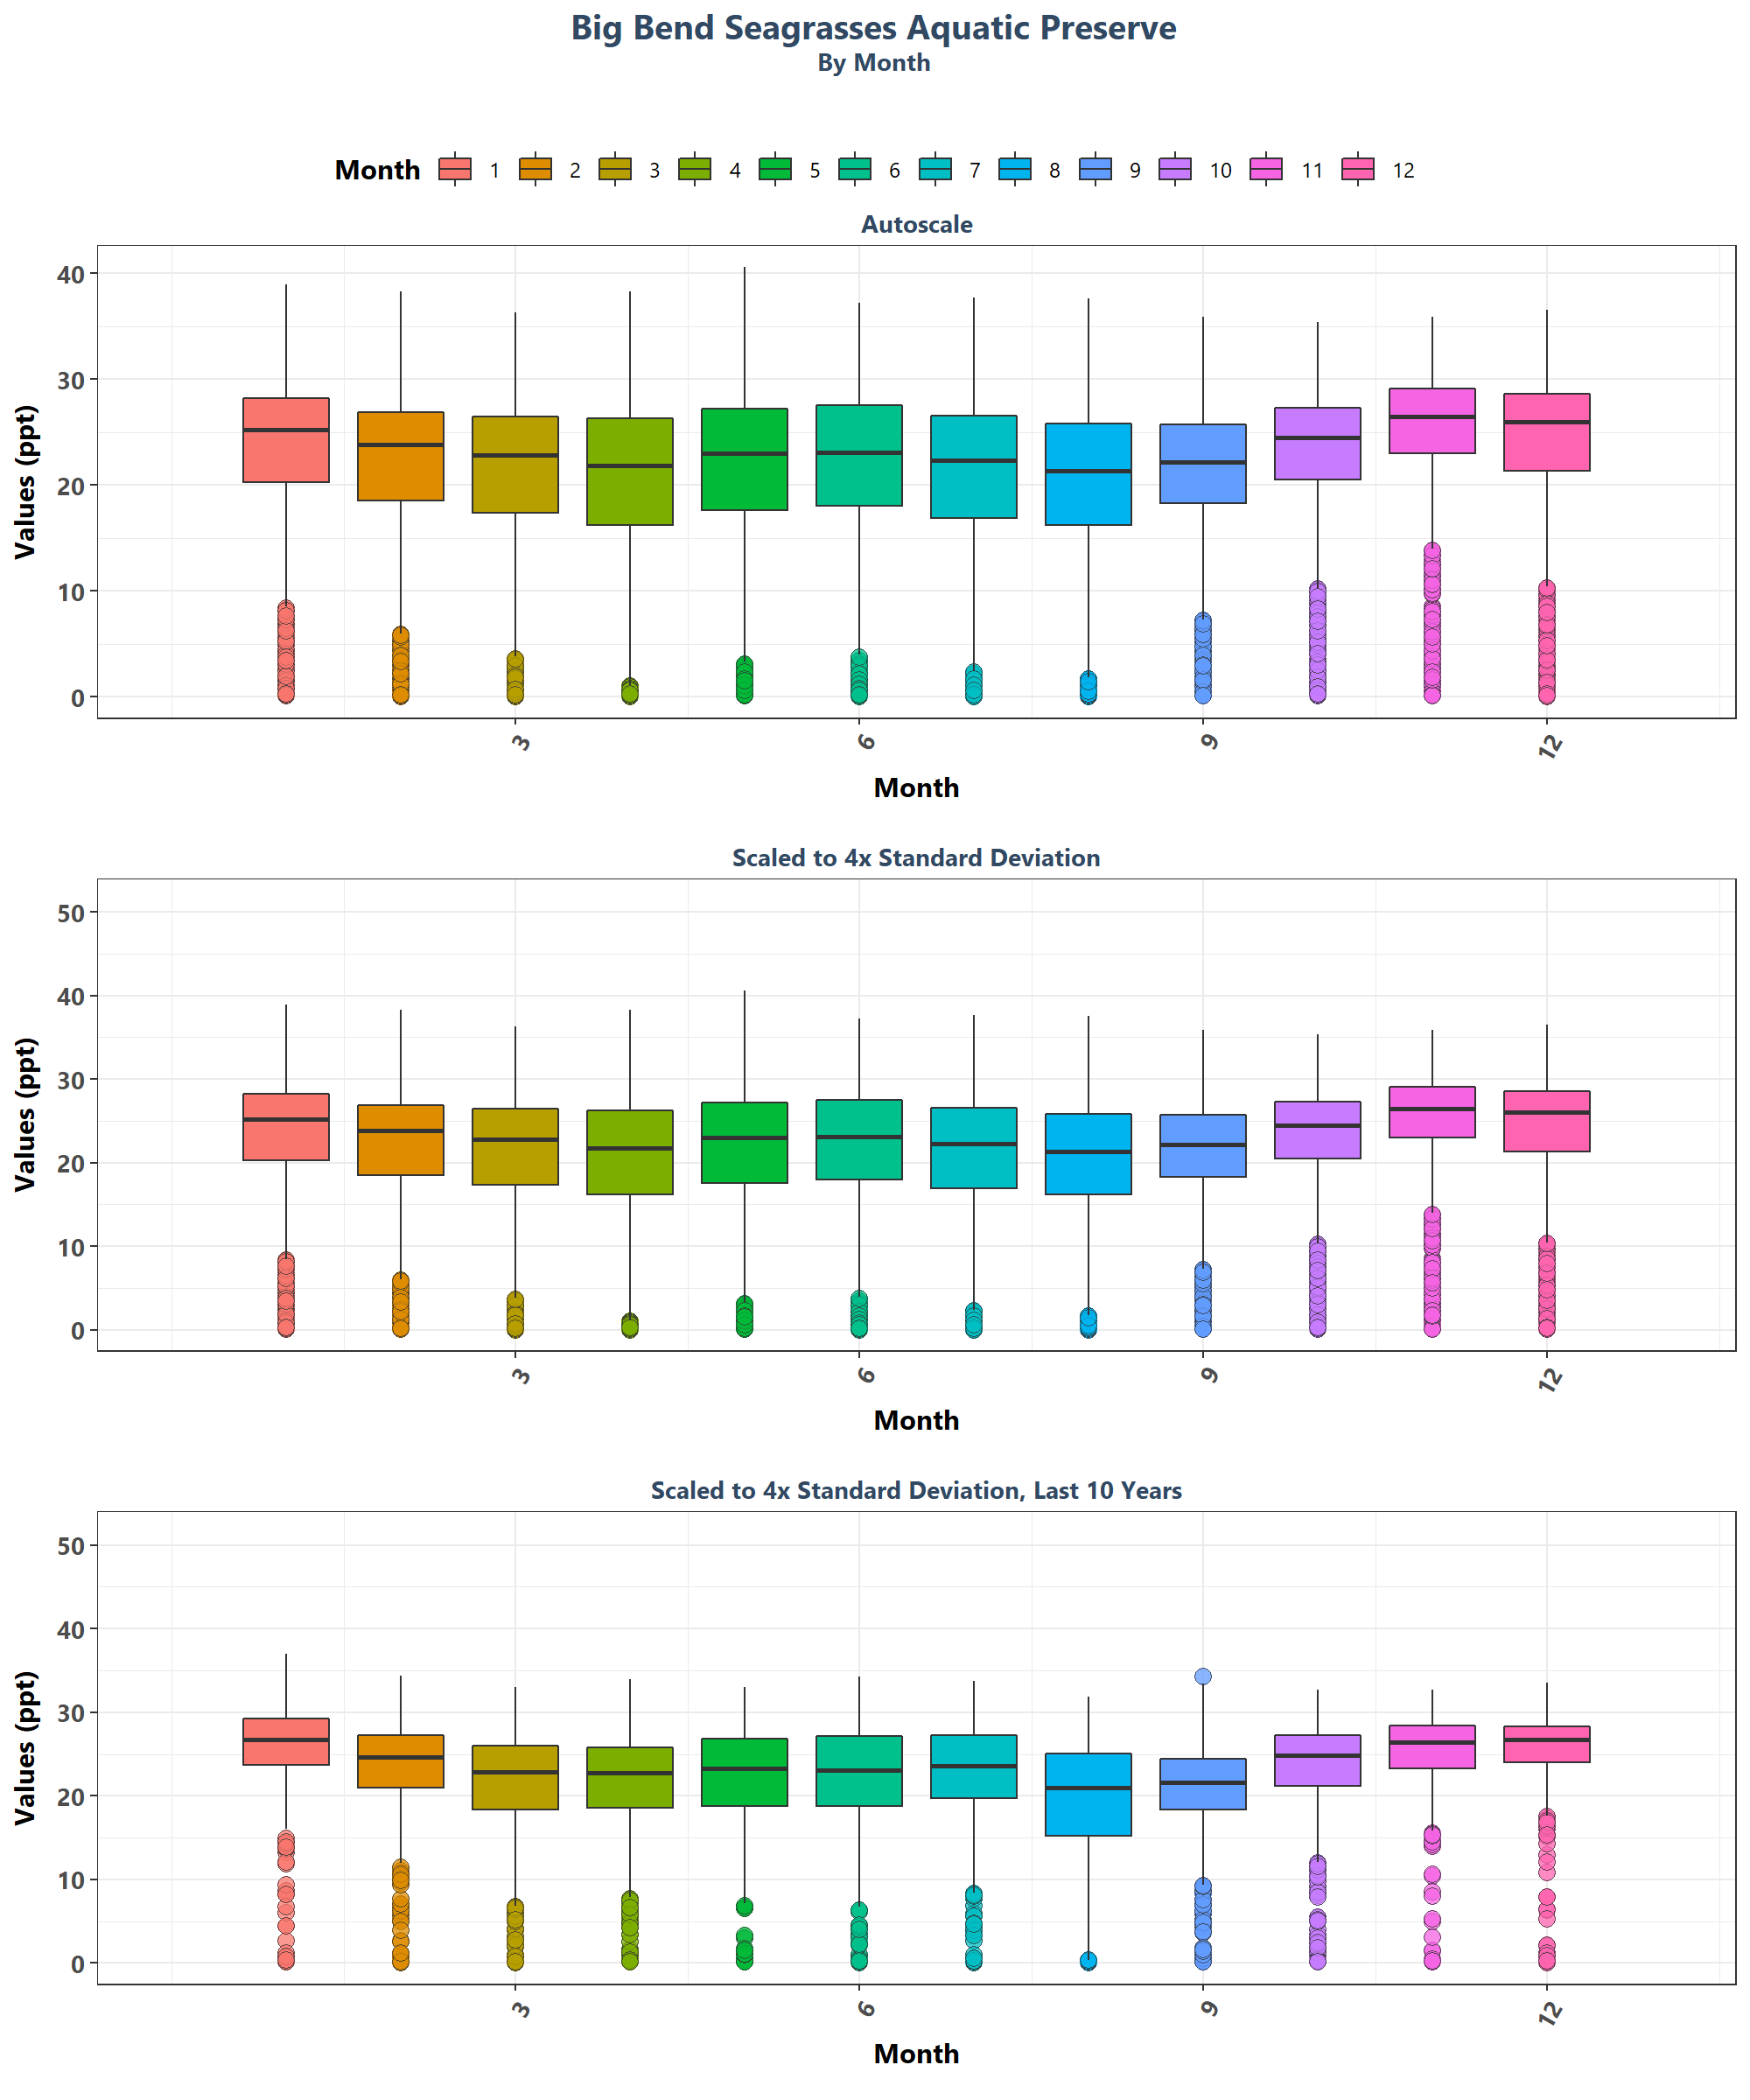 Big Bend Seagrasses Aquatic Preserve
By Month
Month 1 2 3 4 5 6 7 8 9 10 11 12
Autoscale
Values (ppt)
40
30
20
10
0
3 6 9 12
Month
Scaled to 4x Standard Deviation
Values (ppt)
50
40
30
20
10
0
3 6 9 12
Month
Scaled to 4x Standard Deviation, Last 10 Years
Values (ppt)
50
40
30
20
10
0
3 6 9 12
Month